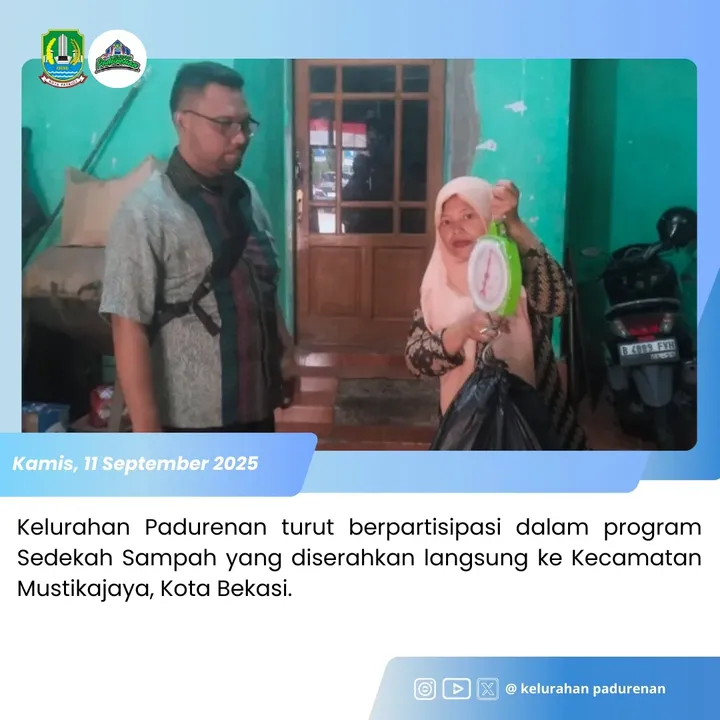 Kamis, 11 September 2025
Kelurahan Padurenan turut berpartisipasi dalam program
Sedekah Sampah yang diserahkan langsung ke Kecamatan
Mustikajaya, Kota Bekasi.
@ kelurahan padurenan